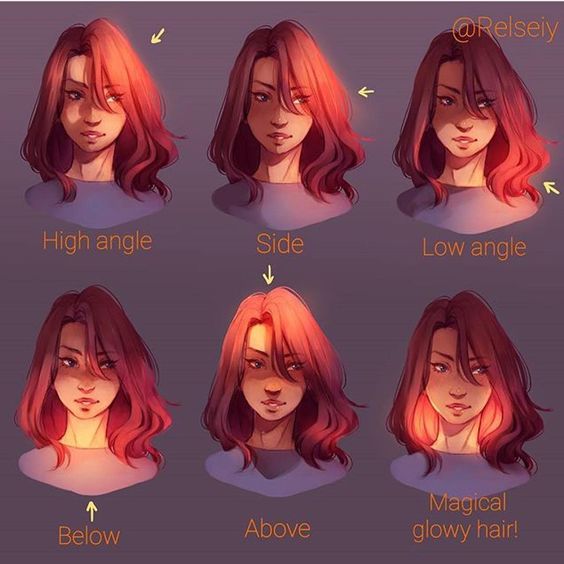 @Relseiy
High angle
Side
Low angle
Below
Above
Magical
glowy hair!